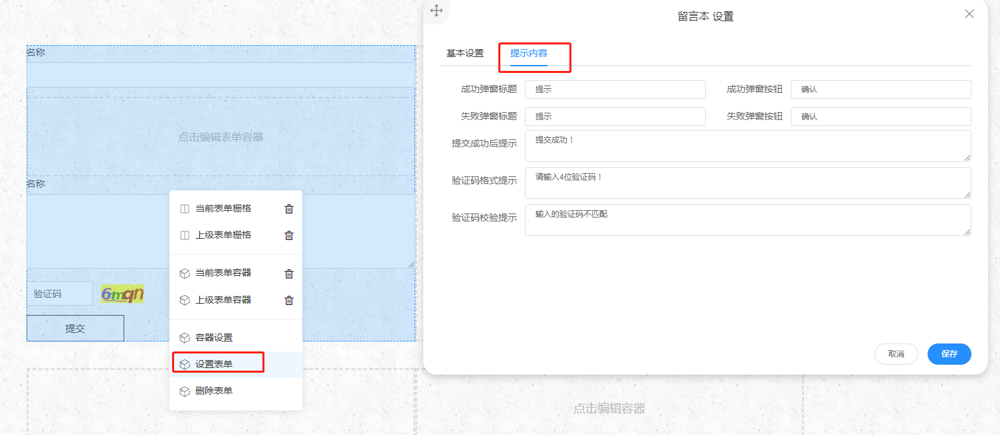 名称
点击编辑表单容器
名称
验证码
6mqn
提交
当前表单栅格
上级表单栅格
当前表单容器
上级表单容器
容器设置
设置表单
删除表单
留言本 设置
基本设置
提示内容
成功弹窗标题 提示 成功弹窗按钮 确认
失败弹窗标题 提示 失败弹窗按钮 确认
提交成功后提示 提交成功！
验证码格式提示 请输入4位验证码！
验证码校验提示 输入的验证码不匹配
取消 保存
点击编辑容器